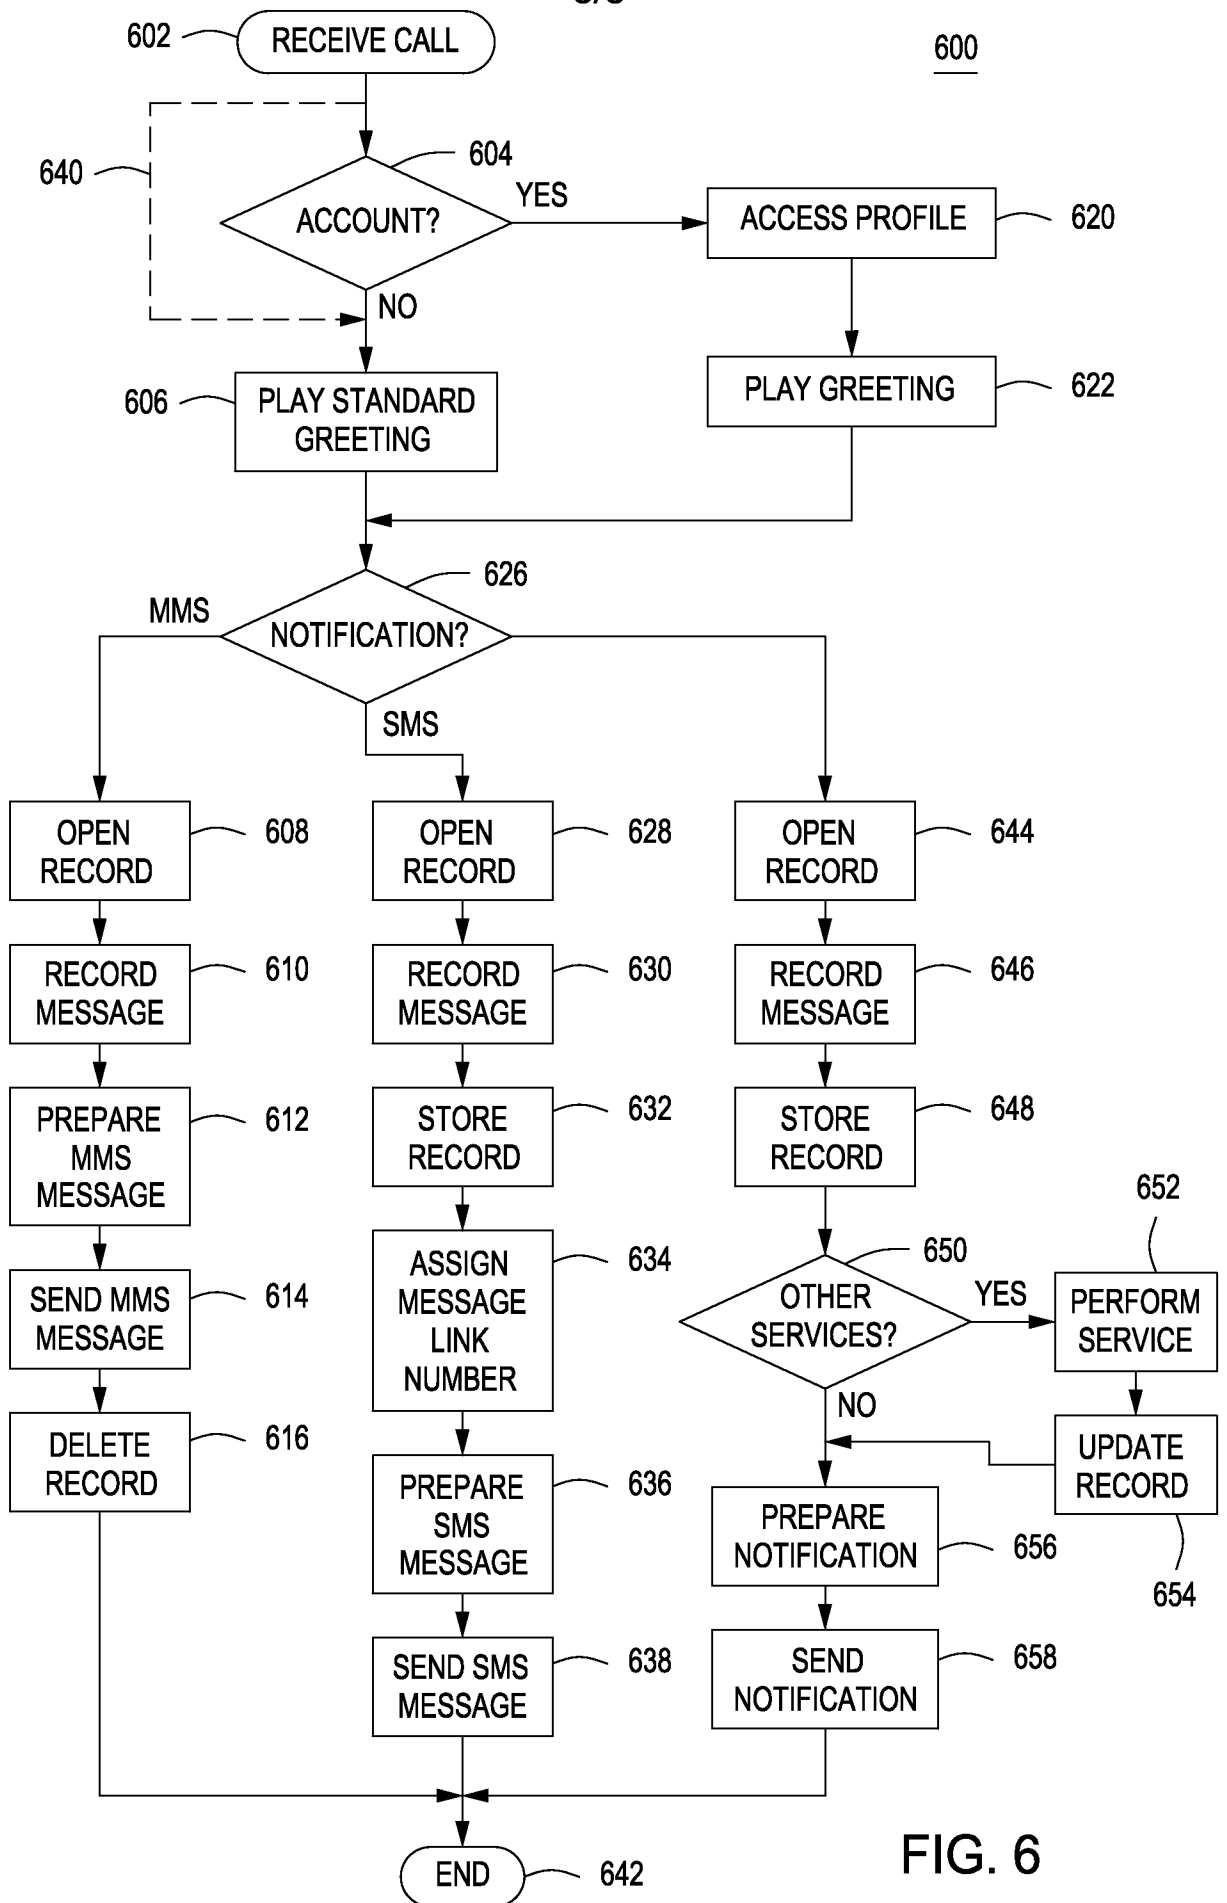 602
RECEIVE CALL
600
640
604
ACCOUNT?
YES
ACCESS PROFILE
620
NO
606
PLAY STANDARD
GREETING
PLAY GREETING
622
626
MMS
NOTIFICATION?
SMS
OPEN
RECORD
608
OPEN
RECORD
628
OPEN
RECORD
644
RECORD
MESSAGE
610
RECORD
MESSAGE
630
RECORD
MESSAGE
646
PREPARE
MMS
MESSAGE
612
STORE
RECORD
632
STORE
RECORD
648
SEND MMS
MESSAGE
614
ASSIGN
MESSAGE
LINK
NUMBER
634
650
OTHER
SERVICES?
YES
652
PERFORM
SERVICE
NO
DELETE
RECORD
616
UPDATE
RECORD
654
PREPARE
SMS
MESSAGE
636
PREPARE
NOTIFICATION
656
SEND SMS
MESSAGE
638
SEND
NOTIFICATION
658
END
642
FIG. 6